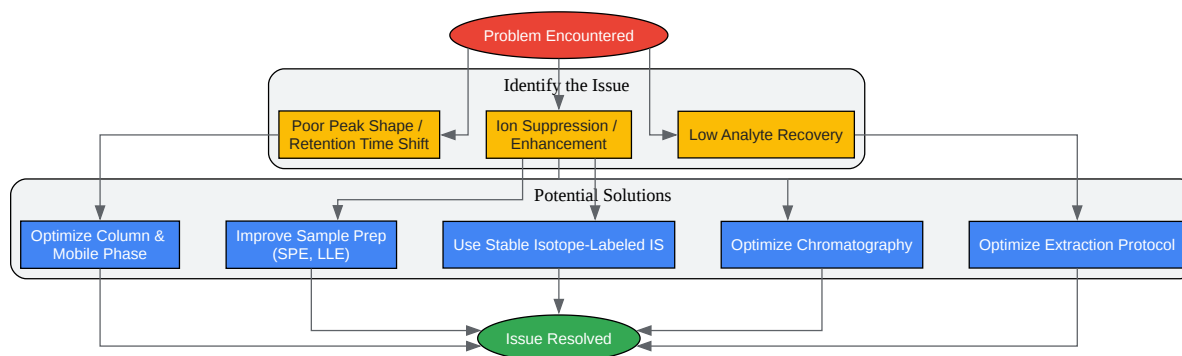 Problem Encountered
Identify the Issue
Poor Peak Shape /
Retention Time Shift
Ion Suppression /
Enhancement
Low Analyte Recovery
Potential Solutions
Optimize Column &
Mobile Phase
Improve Sample Prep
(SPE, LLE)
Use Stable Isotope-Labeled IS
Optimize Chromatography
Optimize Extraction Protocol
Issue Resolved